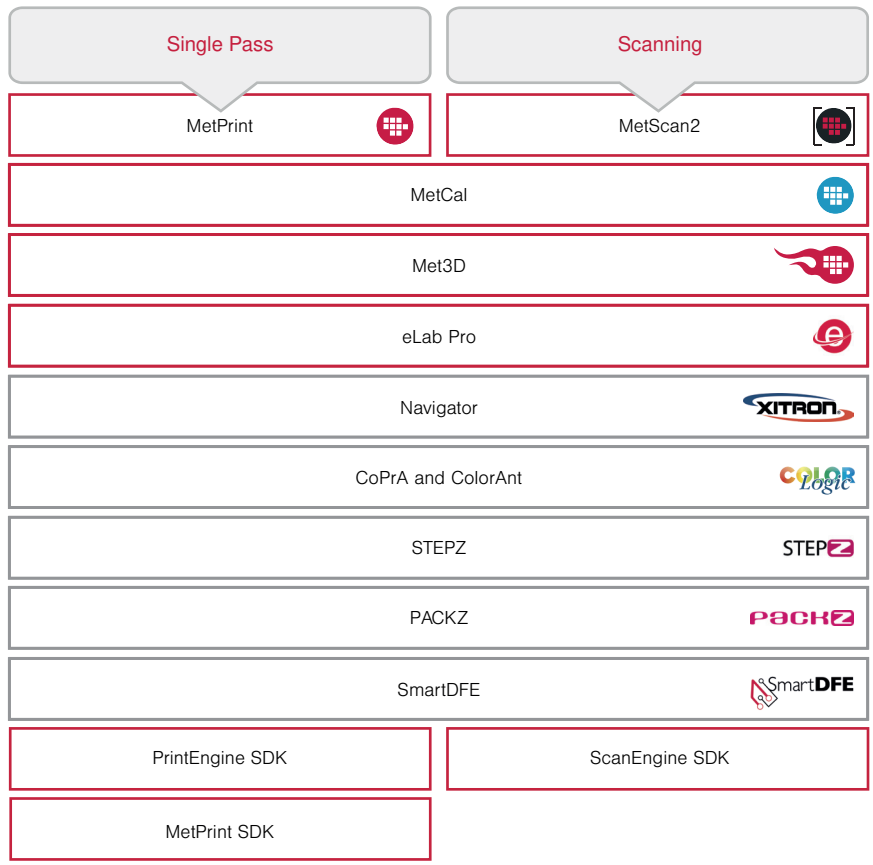 Single Pass
Scanning
MetPrint
MetScan2
MetCal
Met3D
eLab Pro
e
Navigator
XITRON.
CoPrA and ColorAnt
COLOR
Logic
STEPZ
STEPZ
PACKZ
PACKZ
SmartDFE
SmartDFE
PrintEngine SDK
ScanEngine SDK
MetPrint SDK